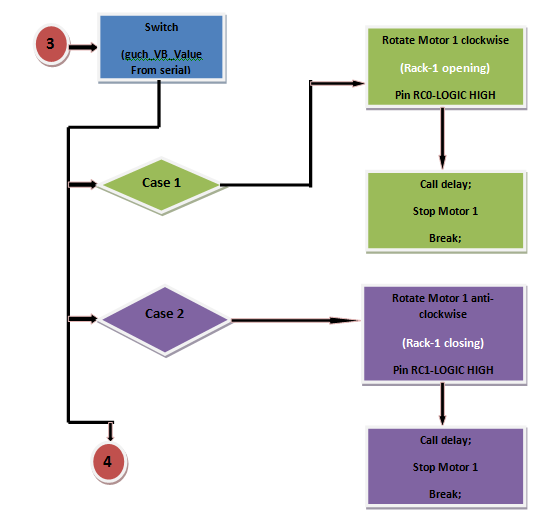 3
Switch
(guch_VB_Value
From serial)
Rotate Motor 1 clockwise
(Rack-1 opening)
Pin RC0-LOGIC HIGH
Case 1
Call delay;
Stop Motor 1
Break;
Case 2
Rotate Motor 1 anti-
clockwise
(Rack-1 closing)
Pin RC1-LOGIC HIGH
Call delay;
Stop Motor 1
Break;
4